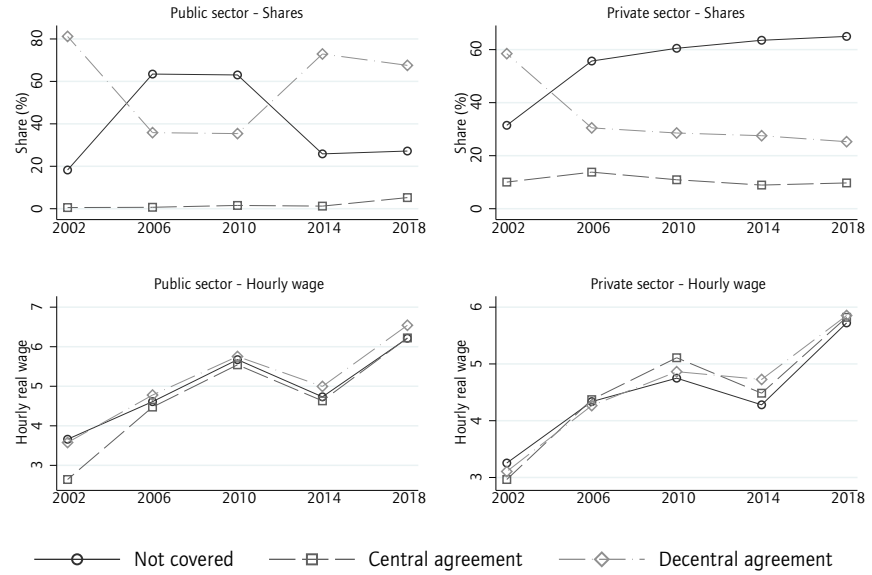 Public sector - Shares
Share (%)
80
60
40
20
0
2002 2006 2010 2014 2018
Private sector - Shares
Share (%)
60
40
20
0
2002 2006 2010 2014 2018
Public sector - Hourly wage
Hourly real wage
7
6
5
4
3
2002 2006 2010 2014 2018
Private sector - Hourly wage
Hourly real wage
6
5
4
3
2002 2006 2010 2014 2018
Not covered Central agreement Decentral agreement